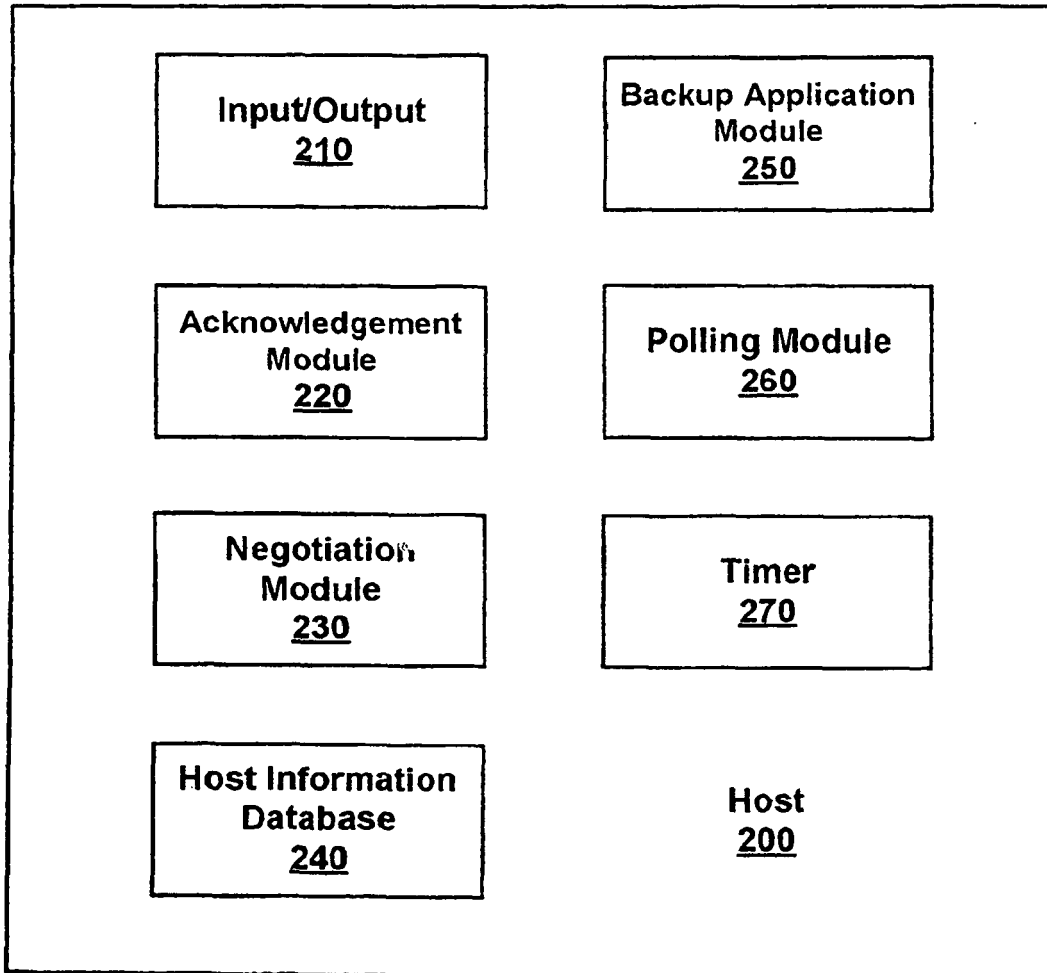 Input/Output
210
Backup Application
Module
250
Acknowledgement
Module
220
Polling Module
260
Negotiation
Module
230
Timer
270
Host Information
Database
240
Host
200